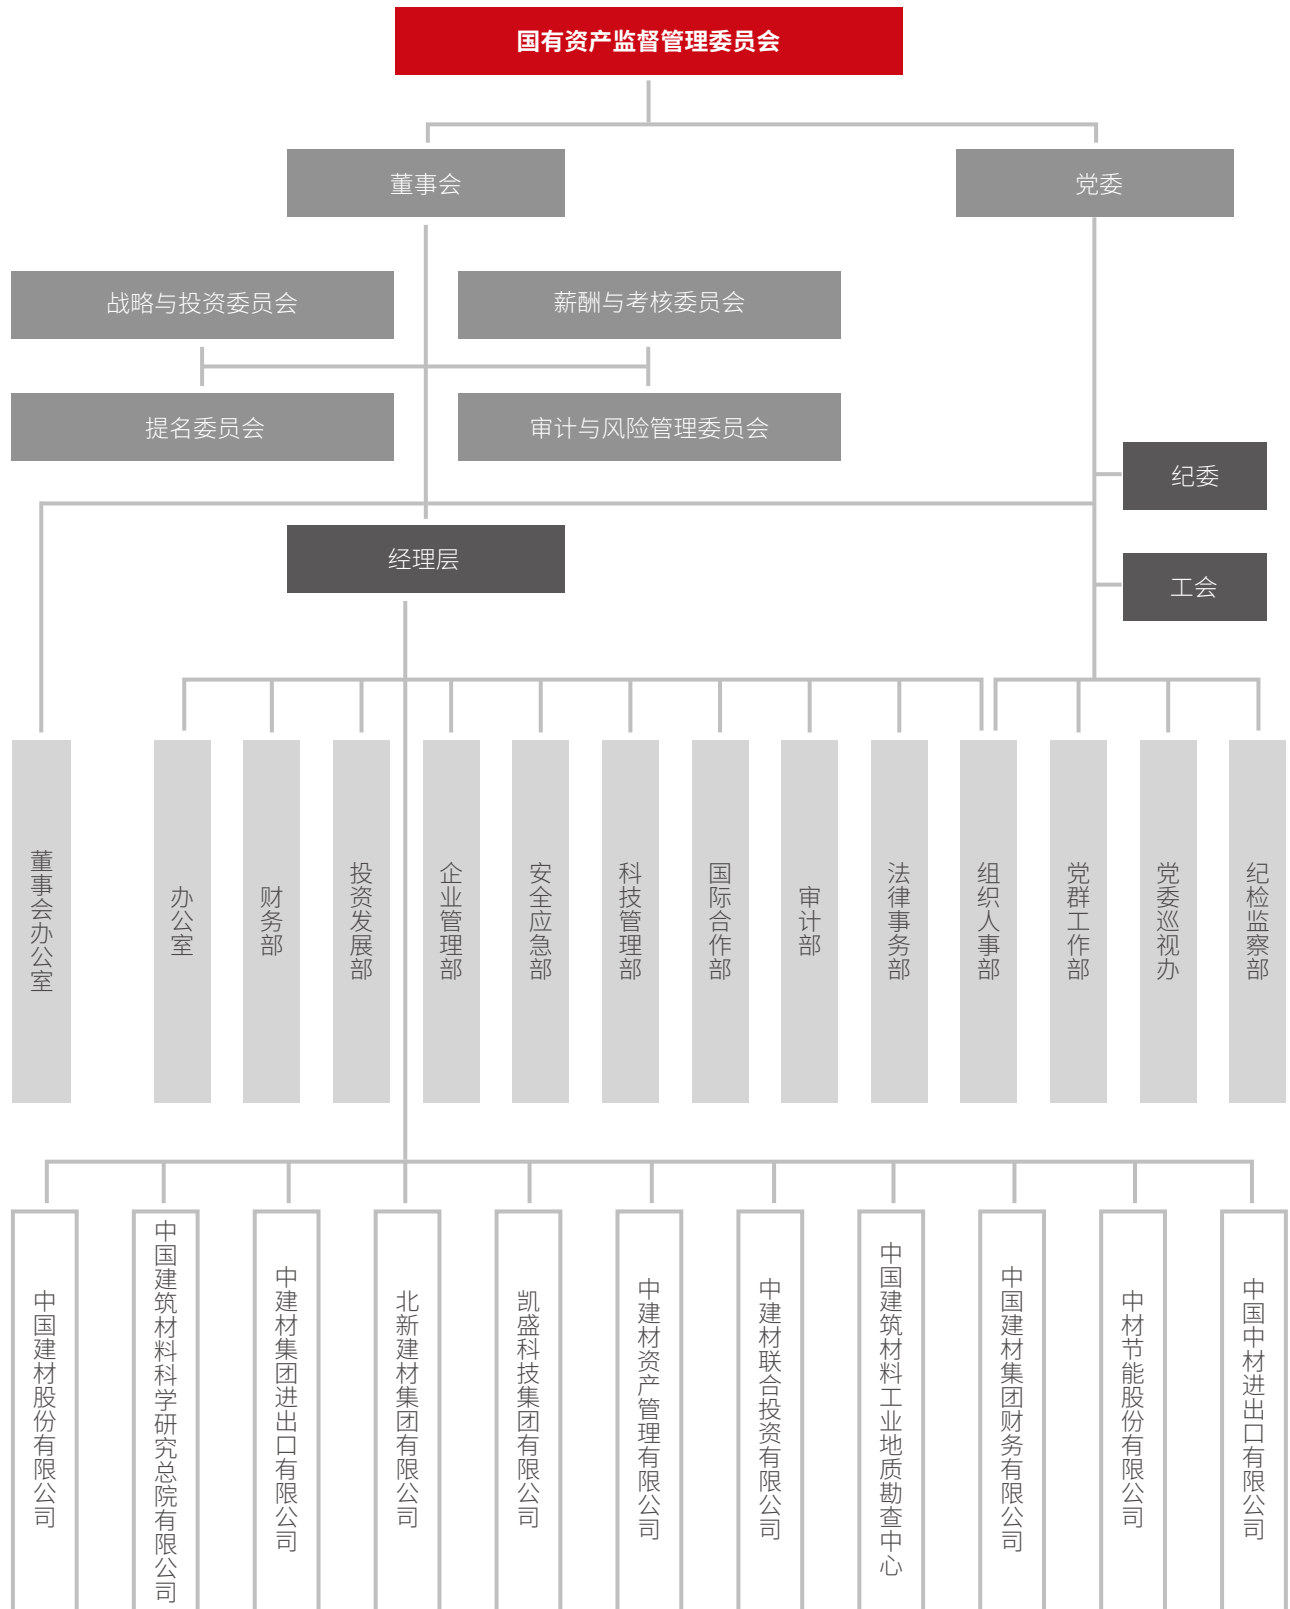 国有资产监督管理委员会
董事会
党委
战略与投资委员会
薪酬与考核委员会
提名委员会
审计与风险管理委员会
纪委
经理层
工会
董事会办公室
办公室
财务部
投资发展部
企业管理部
安全应急部
科技管理部
国际合作部
审计部
法律事务部
组织人事部
党群工作部
党委巡视办
纪检监察部
中国建材股份有限公司
中国建筑材料科学研究总院有限公司
中建材集团进出口有限公司
北新建材集团有限公司
凯盛科技集团有限公司
中建材资产管理有限公司
中建材联合投资有限公司
中国建筑材料工业地质勘查中心
中国建材集团财务有限公司
中材节能股份有限公司
中国中材进出口有限公司